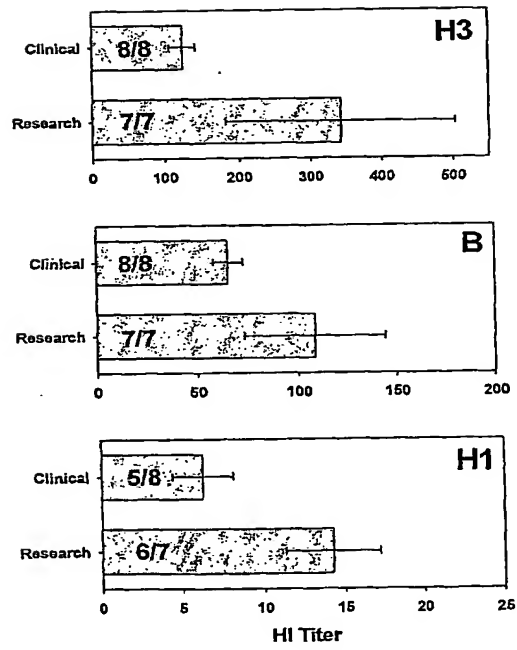 H3
Clinical 8/8
Research 7/7
0 100 200 300 400 500
B
Clinical 8/8
Research 7/7
0 50 100 150 200
H1
Clinical 5/8
Research 6/7
0 5 10 15 20 25
HI Titer